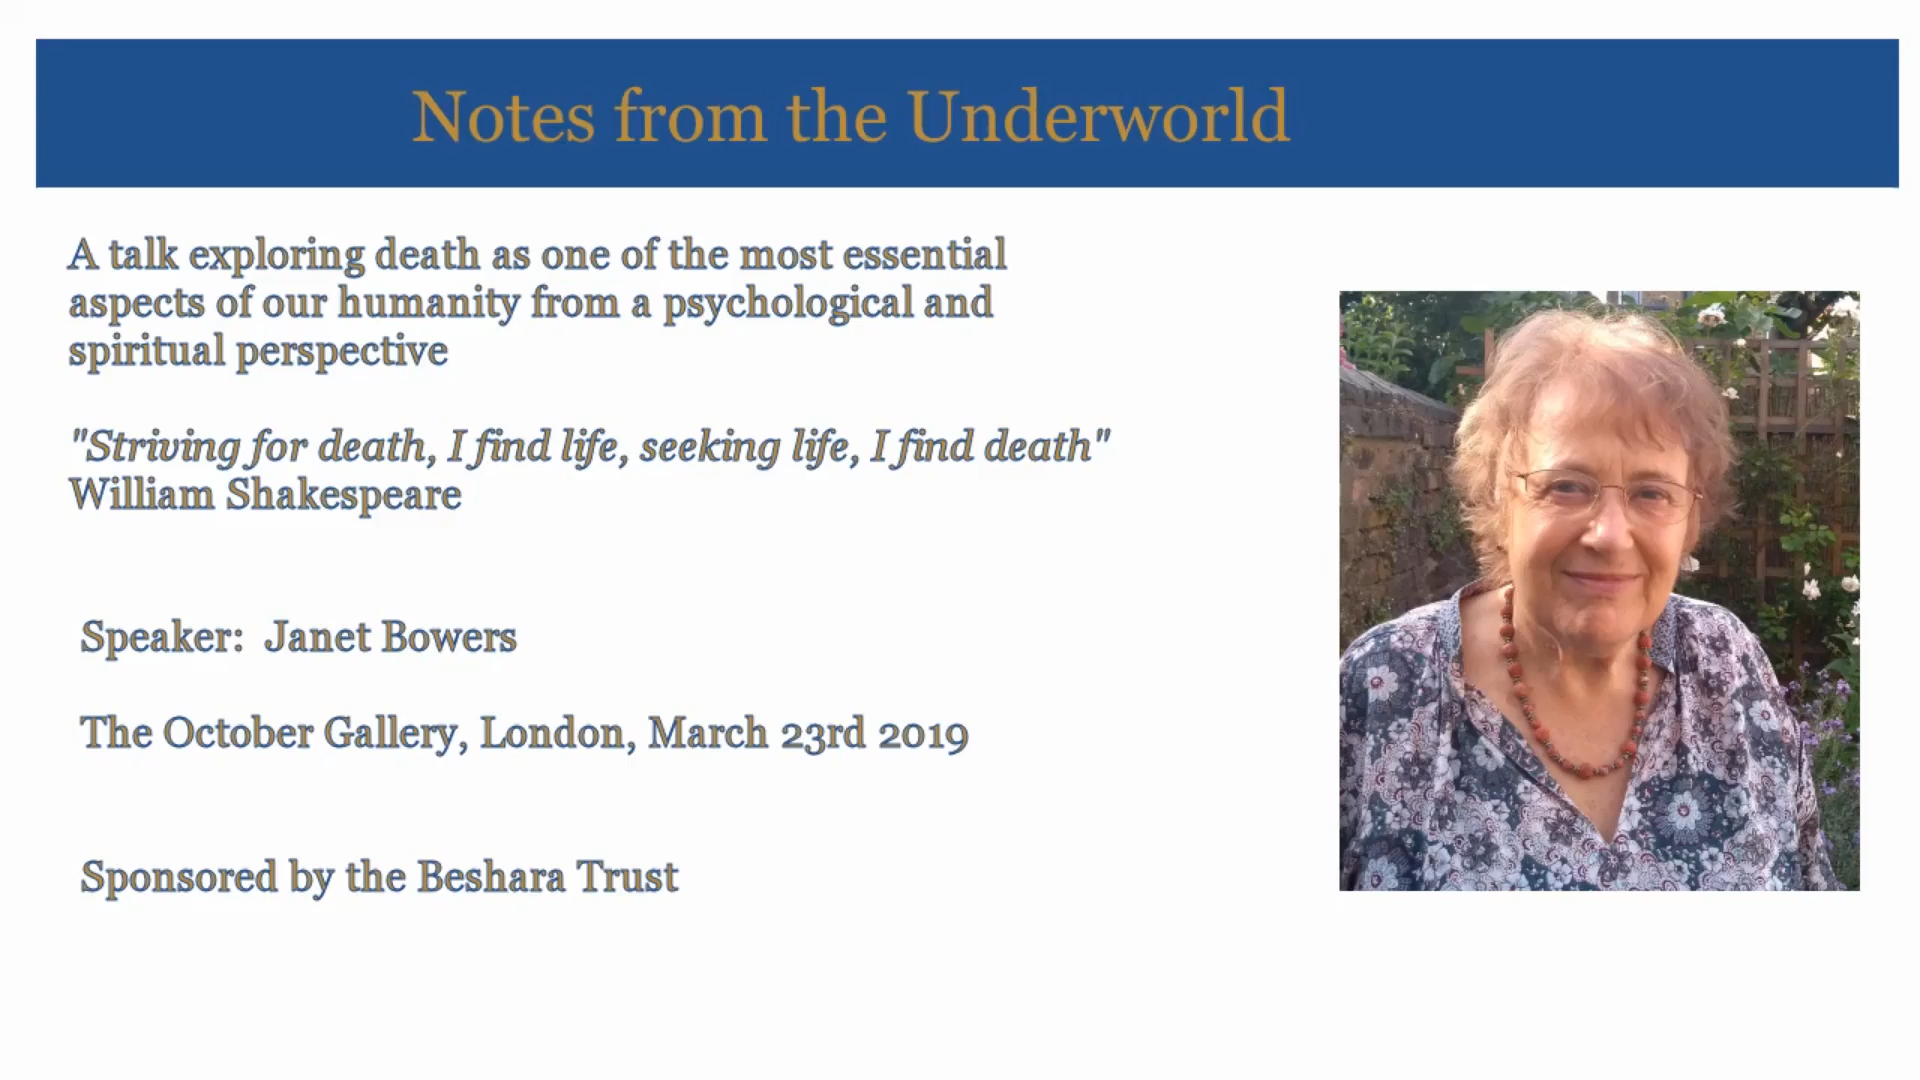 Notes from the Underworld
A talk exploring death as one of the most essential
aspects of our humanity from a psychological and
spiritual perspective
"Striving for death, I find life, seeking life, I find death"
William Shakespeare
Speaker: Janet Bowers
The October Gallery, London, March 23rd 2019
Sponsored by the Beshara Trust